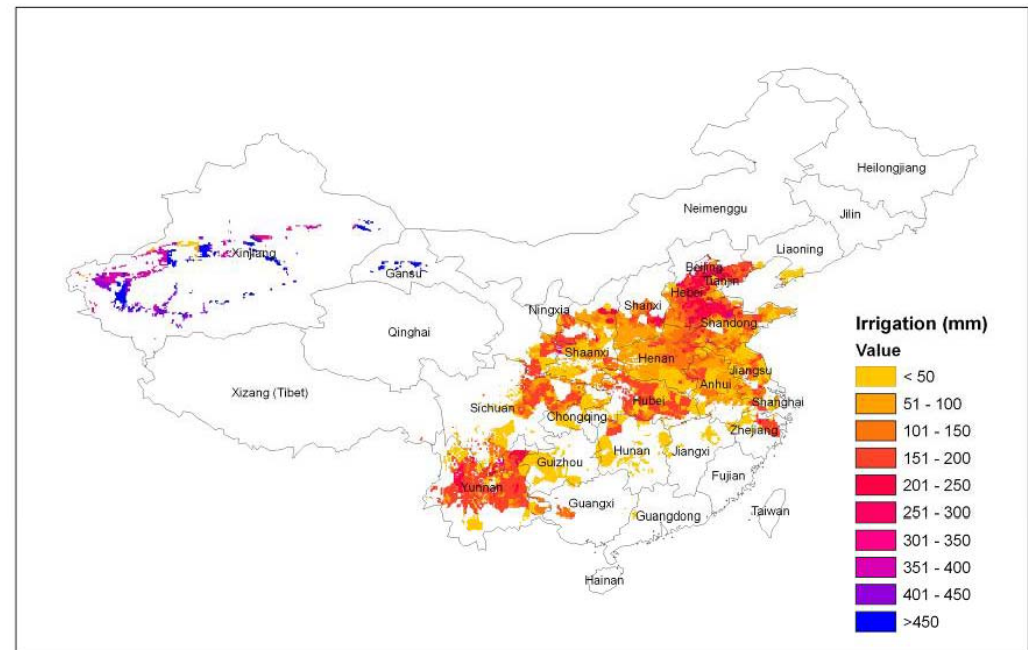 Heilongjiang
Jilin
Neimenggu
Liaoning
Xinjiang
Gansu
Beijing
Tianjin
Hebei
Ningxia
Shanxi
Qinghai
Shandong
Shaanxi
Henan
Jiangsu
Xizang (Tibet)
Anhui
Shanghai
Sichuan
Hubei
Chongqing
Zhejiang
Hunan
Jiangxi
Guizhou
Fujian
Yunnan
Guangxi
Guangdong
Taiwan
Hainan
Irrigation (mm)
Value
< 50
51 - 100
101 - 150
151 - 200
201 - 250
251 - 300
301 - 350
351 - 400
401 - 450
>450